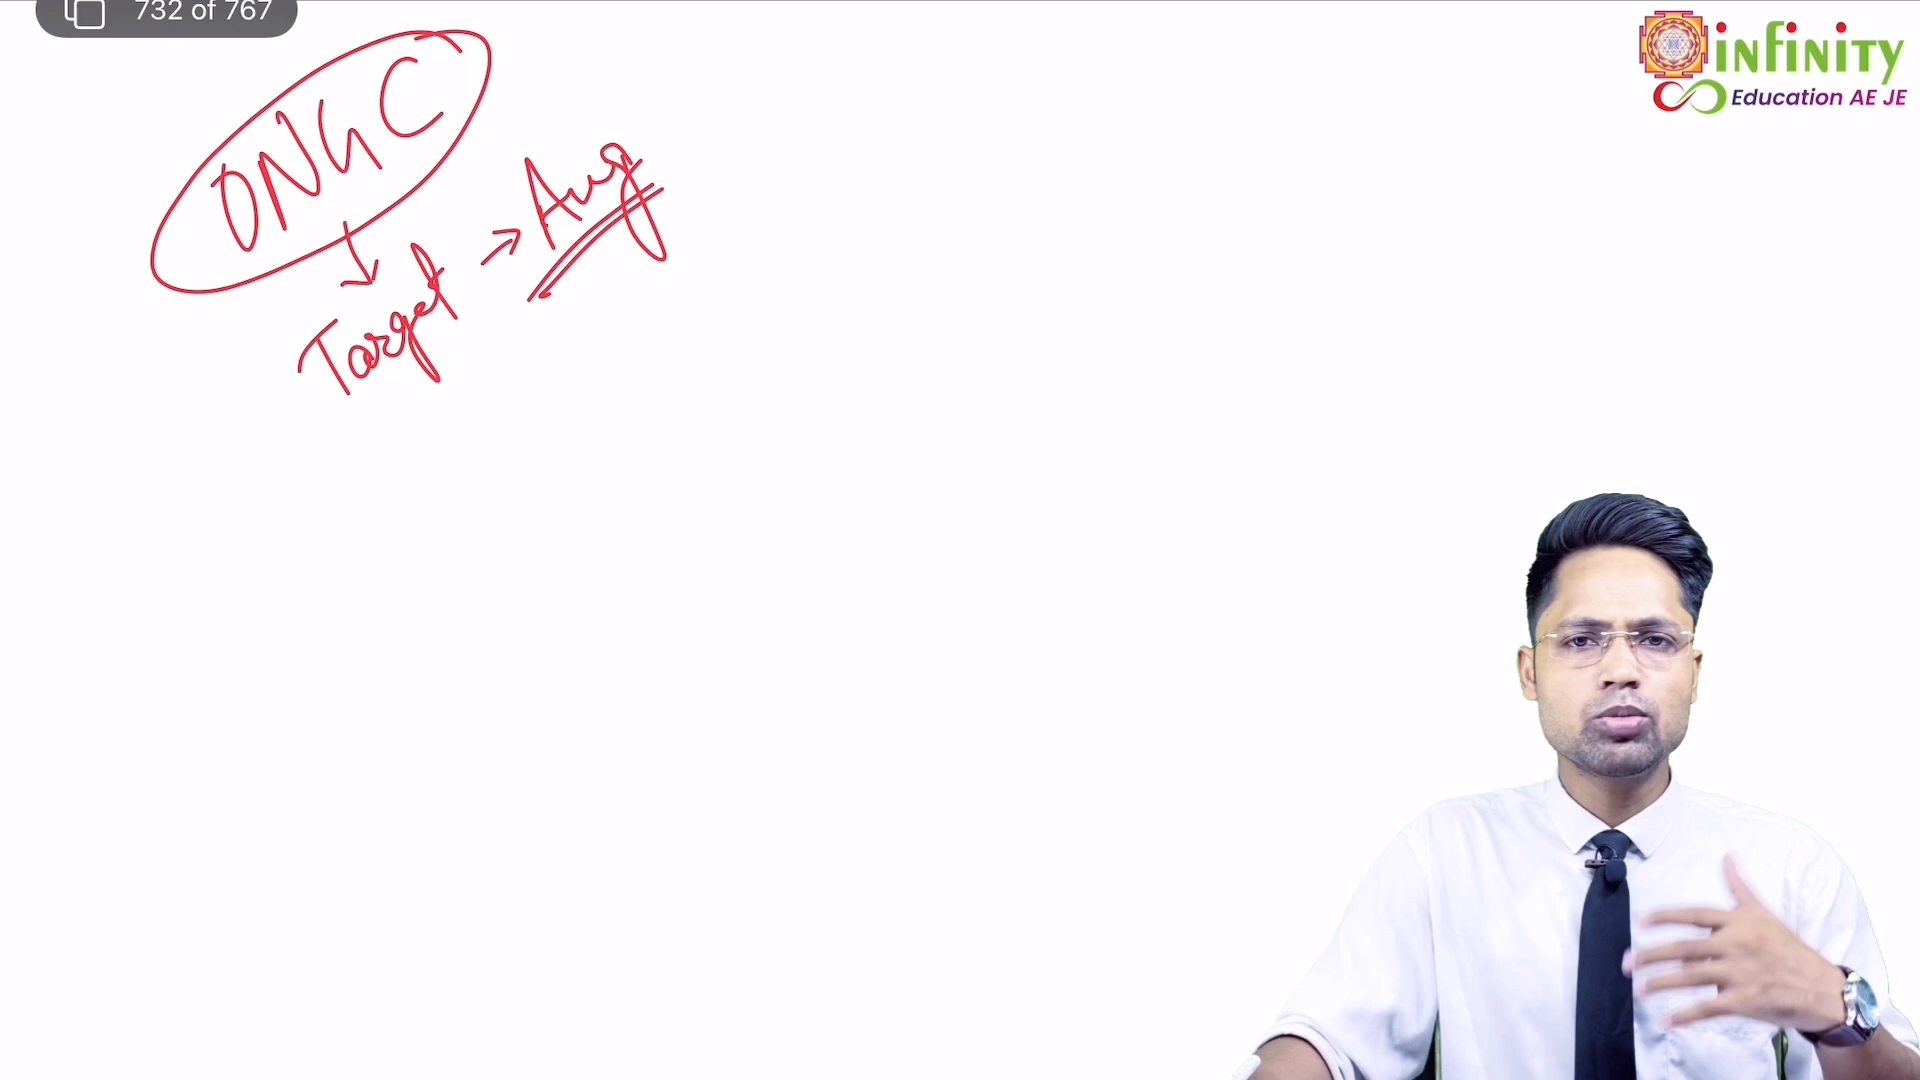 732 of 767
infinity
Education AE JE
ONGC
Target → Aug